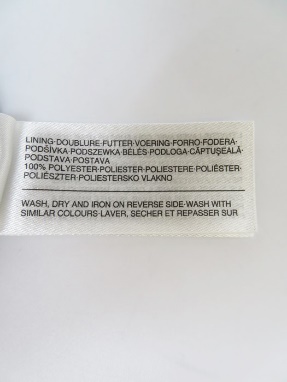 LINING·DOUBLURE·FUTTER·VOERING·FORRO·FODERA·
PODŠÍVKA·PODSZEWKA·BÉLÉS·PODLOGA·CĂPTUŞEALĂ·
PODSTAVA·POSTAVA
100% POLYESTER·POLIESTER·POLIESTERE·POLIÉSTER·
POLIÉSZTER·POLIESTERSKO VLAKNO
WASH, DRY AND IRON ON REVERSE SIDE·WASH WITH
SIMILAR COLOURS·LAVER, SECHER ET REPASSER SUR